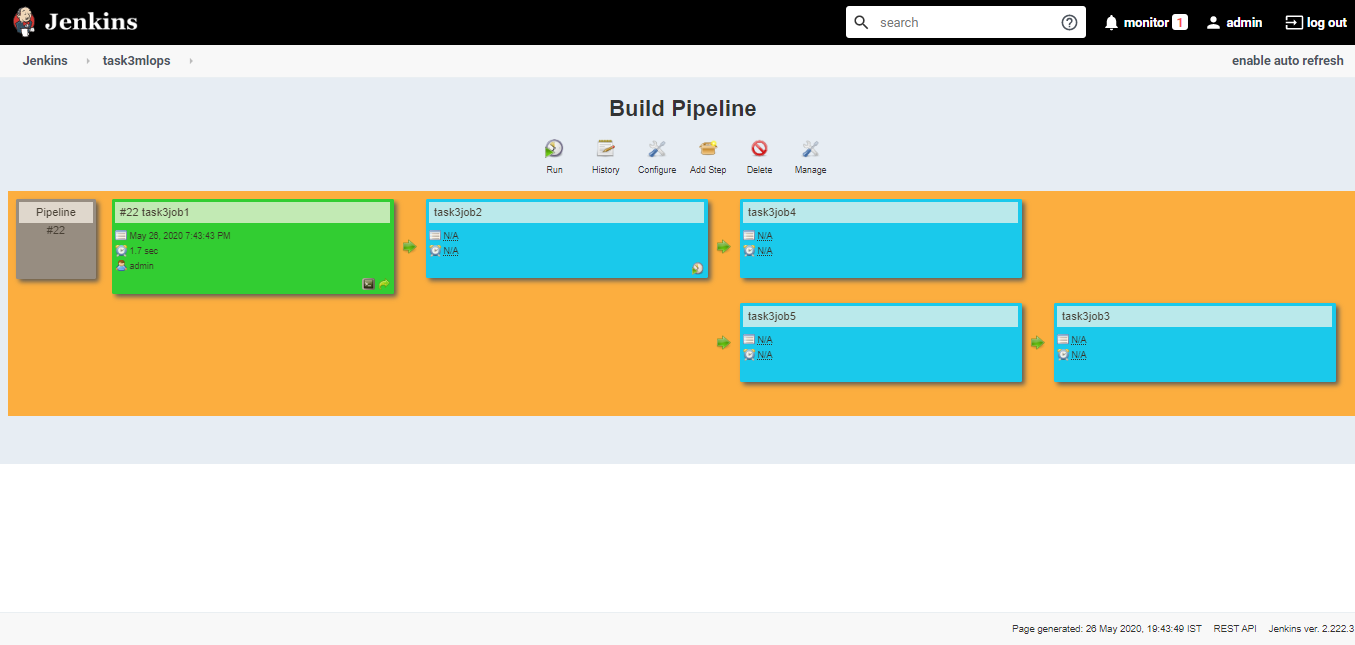 Jenkins
search
monitor 1
admin
log out
Jenkins
task3mlops
enable auto refresh
Build Pipeline
Run
History
Configure
Add Step
Delete
Manage
Pipeline
#22
#22 task3job1
May 26, 2020 7:43:43 PM
1.7 sec
admin
task3job2
N/A
N/A
task3job4
N/A
N/A
task3job5
N/A
N/A
task3job3
N/A
N/A
Page generated: 26 May 2020, 19:43:49 IST REST API Jenkins ver. 2.222.3